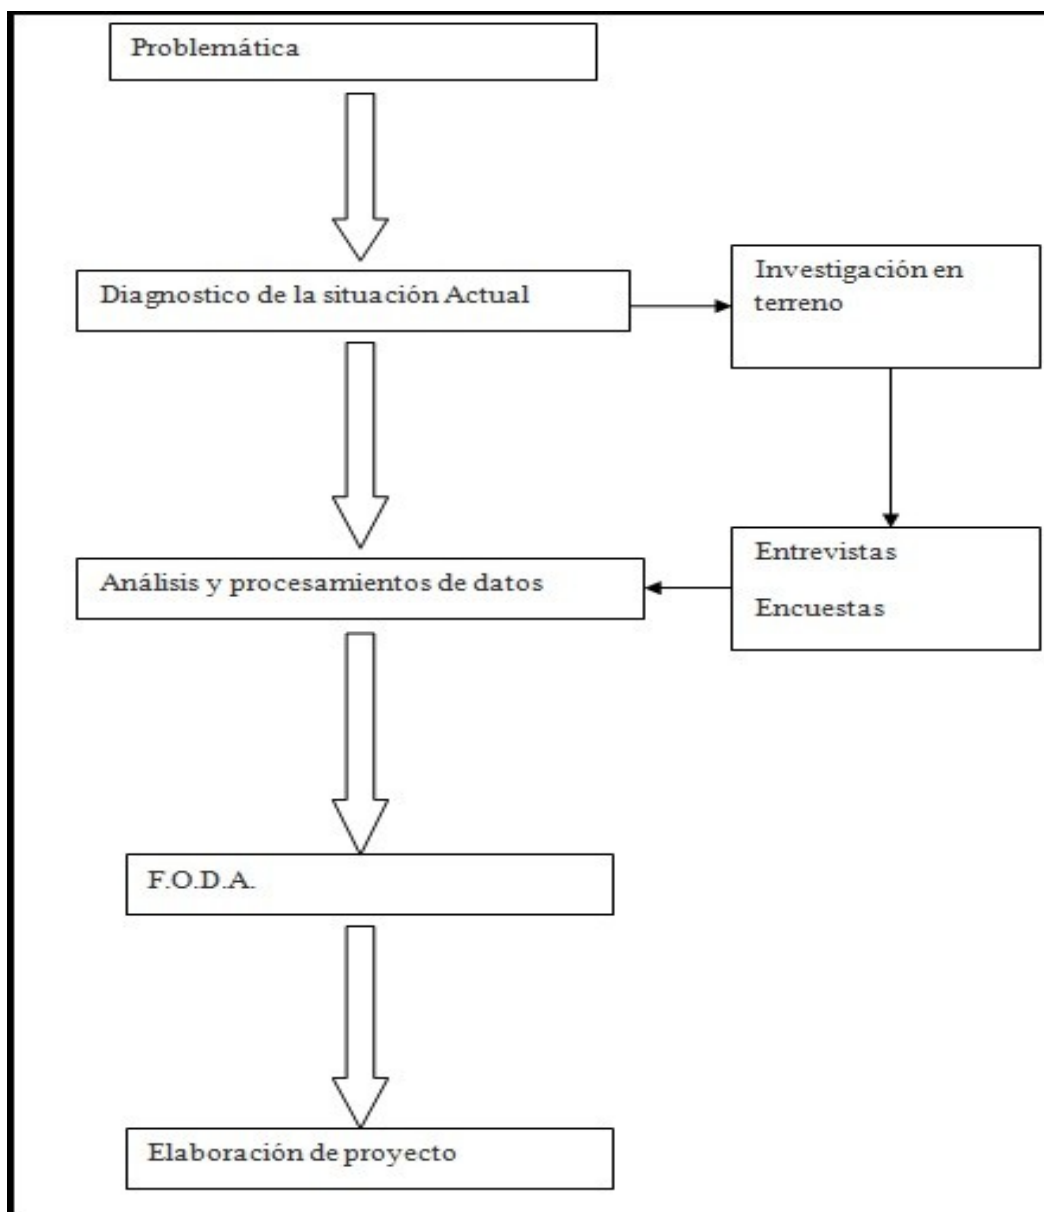 Problemática
Diagnostico de la situación Actual
Investigación en
terreno
Análisis y procesamientos de datos
Entrevistas
Encuestas
F.O.D.A.
Elaboración de proyecto